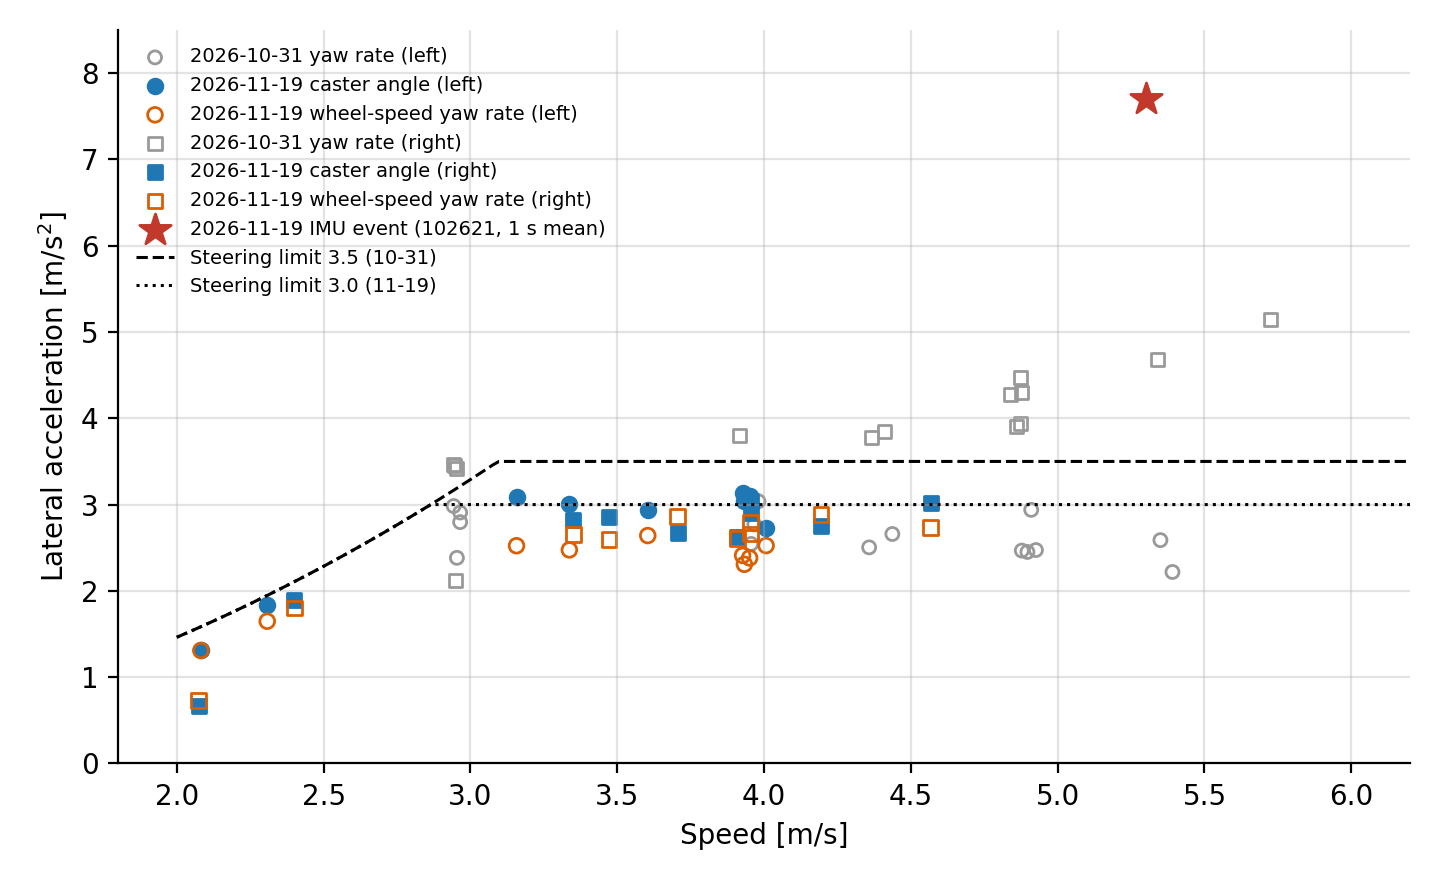 2026-10-31 yaw rate (left)
2026-11-19 caster angle (left)
2026-11-19 wheel-speed yaw rate (left)
2026-10-31 yaw rate (right)
2026-11-19 caster angle (right)
2026-11-19 wheel-speed yaw rate (right)
2026-11-19 IMU event (102621, 1 s mean)
Steering limit 3.5 (10-31)
Steering limit 3.0 (11-19)
Lateral acceleration [m/s²]
8
7
6
5
4
3
2
1
0
2.0 2.5 3.0 3.5 4.0 4.5 5.0 5.5 6.0
Speed [m/s]